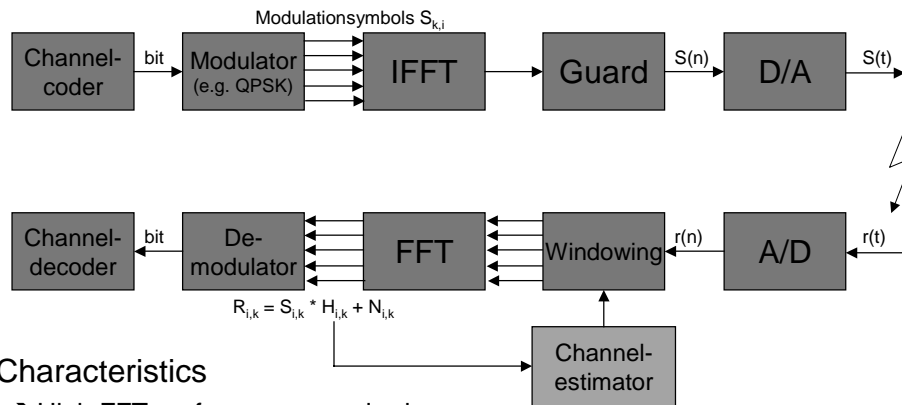 Modulationsymbols S_k,i
Channel-
coder
bit
Modulator
(e.g. QPSK)
IFFT
Guard
S(n)
D/A
S(t)
Channel-
decoder
bit
De-
modulator
FFT
Windowing
r(n)
A/D
r(t)
R_i,k = S_i,k * H_i,k + N_i,k
Channel-
estimator
Characteristics